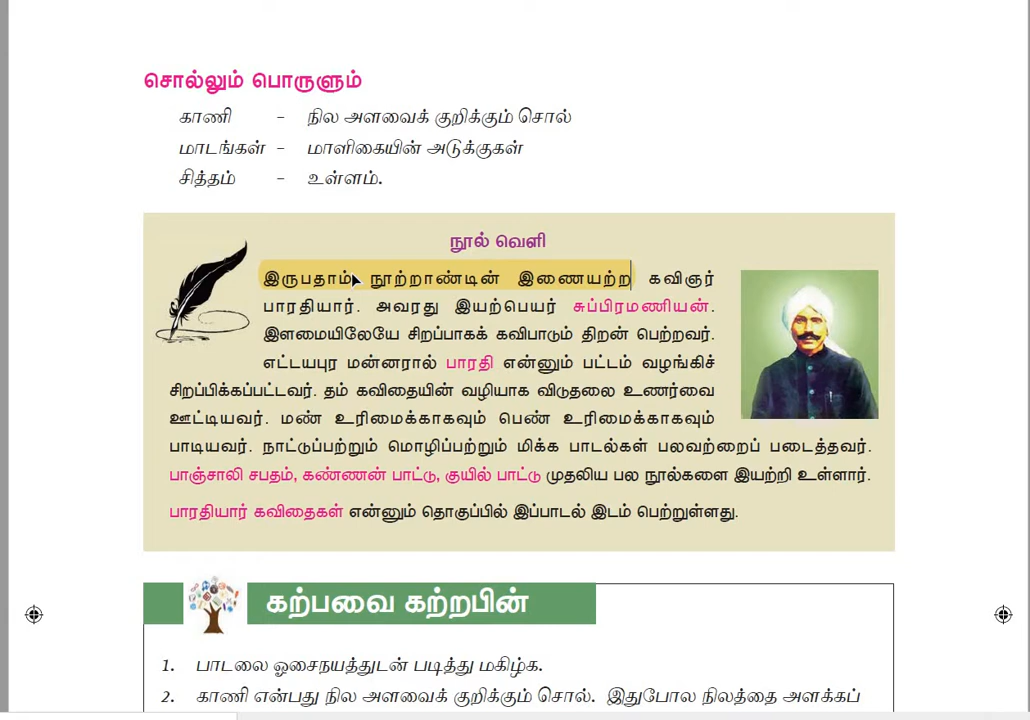 சொல்லும் பொருளும்
காணி - நில அளவைக் குறிக்கும் சொல்
மாடங்கள் - மாளிகையின் அடுக்குகள்
சித்தம் - உள்ளம்.
நூல் வெளி
இருபதாம் நூற்றாண்டின் இணையற்ற கவிஞர்
பாரதியார். அவரது இயற்பெயர் சுப்பிரமணியன்.
இளமையிலேயே சிறப்பாகக் கவிபாடும் திறன் பெற்றவர்.
எட்டயபுர மன்னரால் பாரதி என்னும் பட்டம் வழங்கிச்
சிறப்பிக்கப்பட்டவர். தம் கவிதையின் வழியாக விடுதலை உணர்வை
ஊட்டியவர். மண் உரிமைக்காகவும் பெண் உரிமைக்காகவும்
பாடியவர். நாட்டுப்பற்றும் மொழிப்பற்றும் மிக்க பாடல்கள் பலவற்றைப் படைத்தவர்.
பாஞ்சாலி சபதம், கண்ணன் பாட்டு, குயில் பாட்டு முதலிய பல நூல்களை இயற்றி உள்ளார்.
பாரதியார் கவிதைகள் என்னும் தொகுப்பில் இப்பாடல் இடம் பெற்றுள்ளது.
கற்பவை கற்றபின்
1. பாடலை ஓசைநயத்துடன் படித்து மகிழ்க.
2. காணி என்பது நில அளவைக் குறிக்கும் சொல். இதுபோல நிலத்தை அளக்கப்